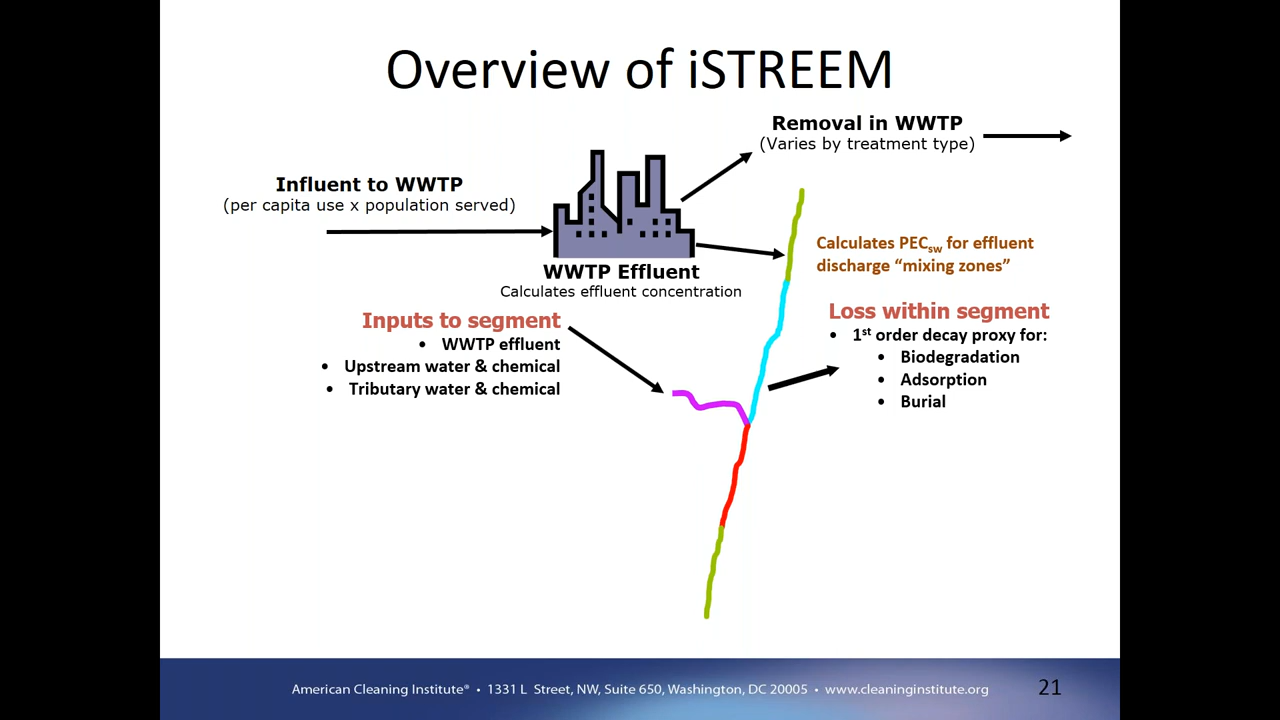 Overview of iSTREEM
Removal in WWTP
(Varies by treatment type)
Influent to WWTP
(per capita use x population served)
WWTP Effluent
Calculates effluent concentration
Calculates PECsw for effluent
discharge “mixing zones”
Inputs to segment
• WWTP effluent
• Upstream water & chemical
• Tributary water & chemical
Loss within segment
• 1st order decay proxy for:
• Biodegradation
• Adsorption
• Burial
American Cleaning Institute® • 1331 L Street, NW, Suite 650, Washington, DC 20005 • www.cleaninginstitute.org
21